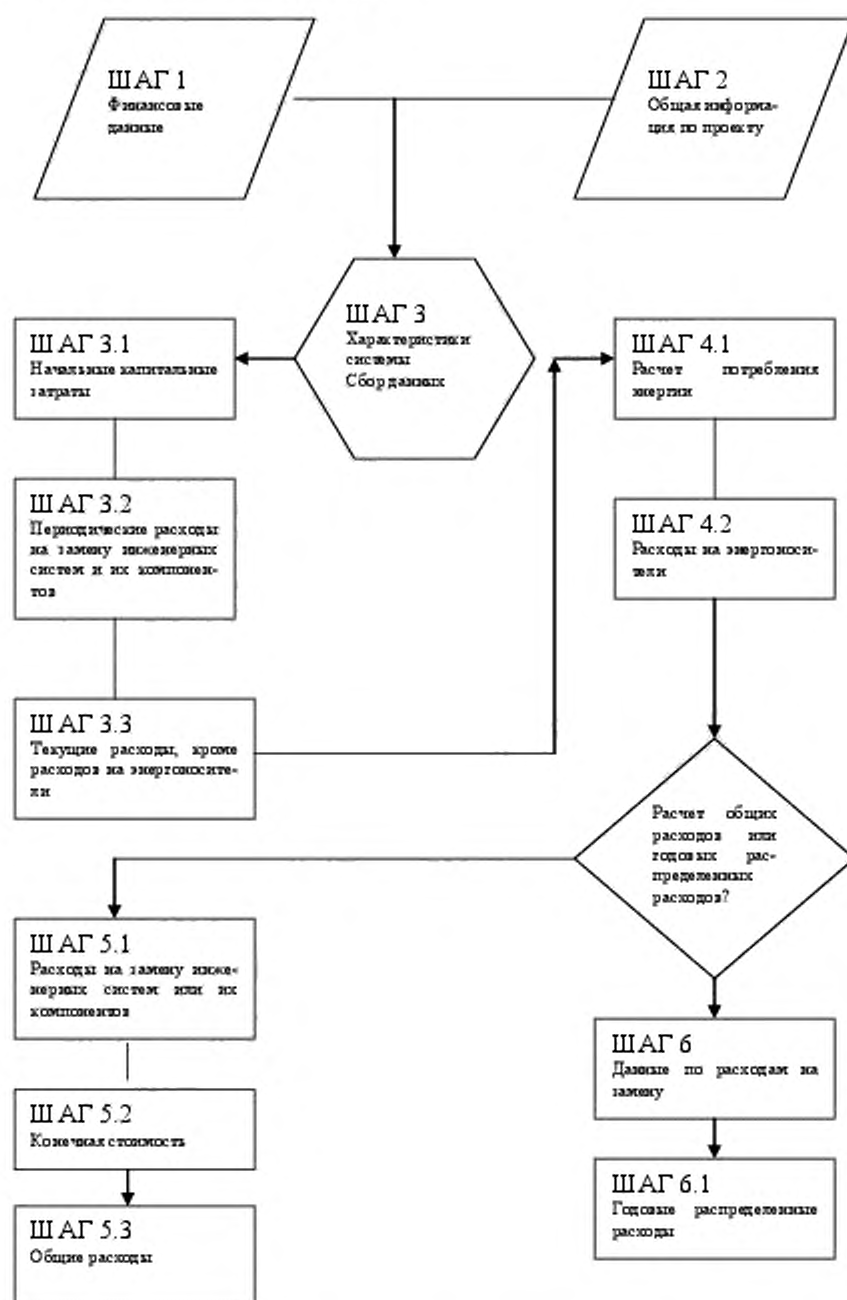 ШАГ 1
Финансовые
данные
ШАГ 2
Общая информа-
ция по проекту
ШАГ 3
Характеристики
системы
Сбор данных
ШАГ 3.1
Начальные капитальные
затраты
ШАГ 3.2
Периодические расходы
на замену инженерных
систем и их компонен-
тов
ШАГ 3.3
Текущие расходы, кроме
расходов на энергоносите-
ли
ШАГ 4.1
Расчет потребления
энергии
ШАГ 4.2
Расходы на энергоноси-
тели
Расчет общих
расходов или
годовых рас-
пределенных
расходов?
ШАГ 5.1
Расходы на замену инже-
нерных систем или их
компонентов
ШАГ 5.2
Конечная стоимость
ШАГ 5.3
Общие расходы
ШАГ 6
Данные по расходам на
замену
ШАГ 6.1
Годовые распределенные
расходы